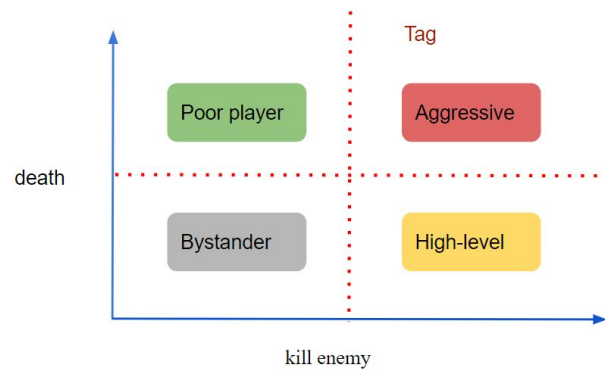 Tag
Poor player
Aggressive
death
Bystander
High-level
kill enemy